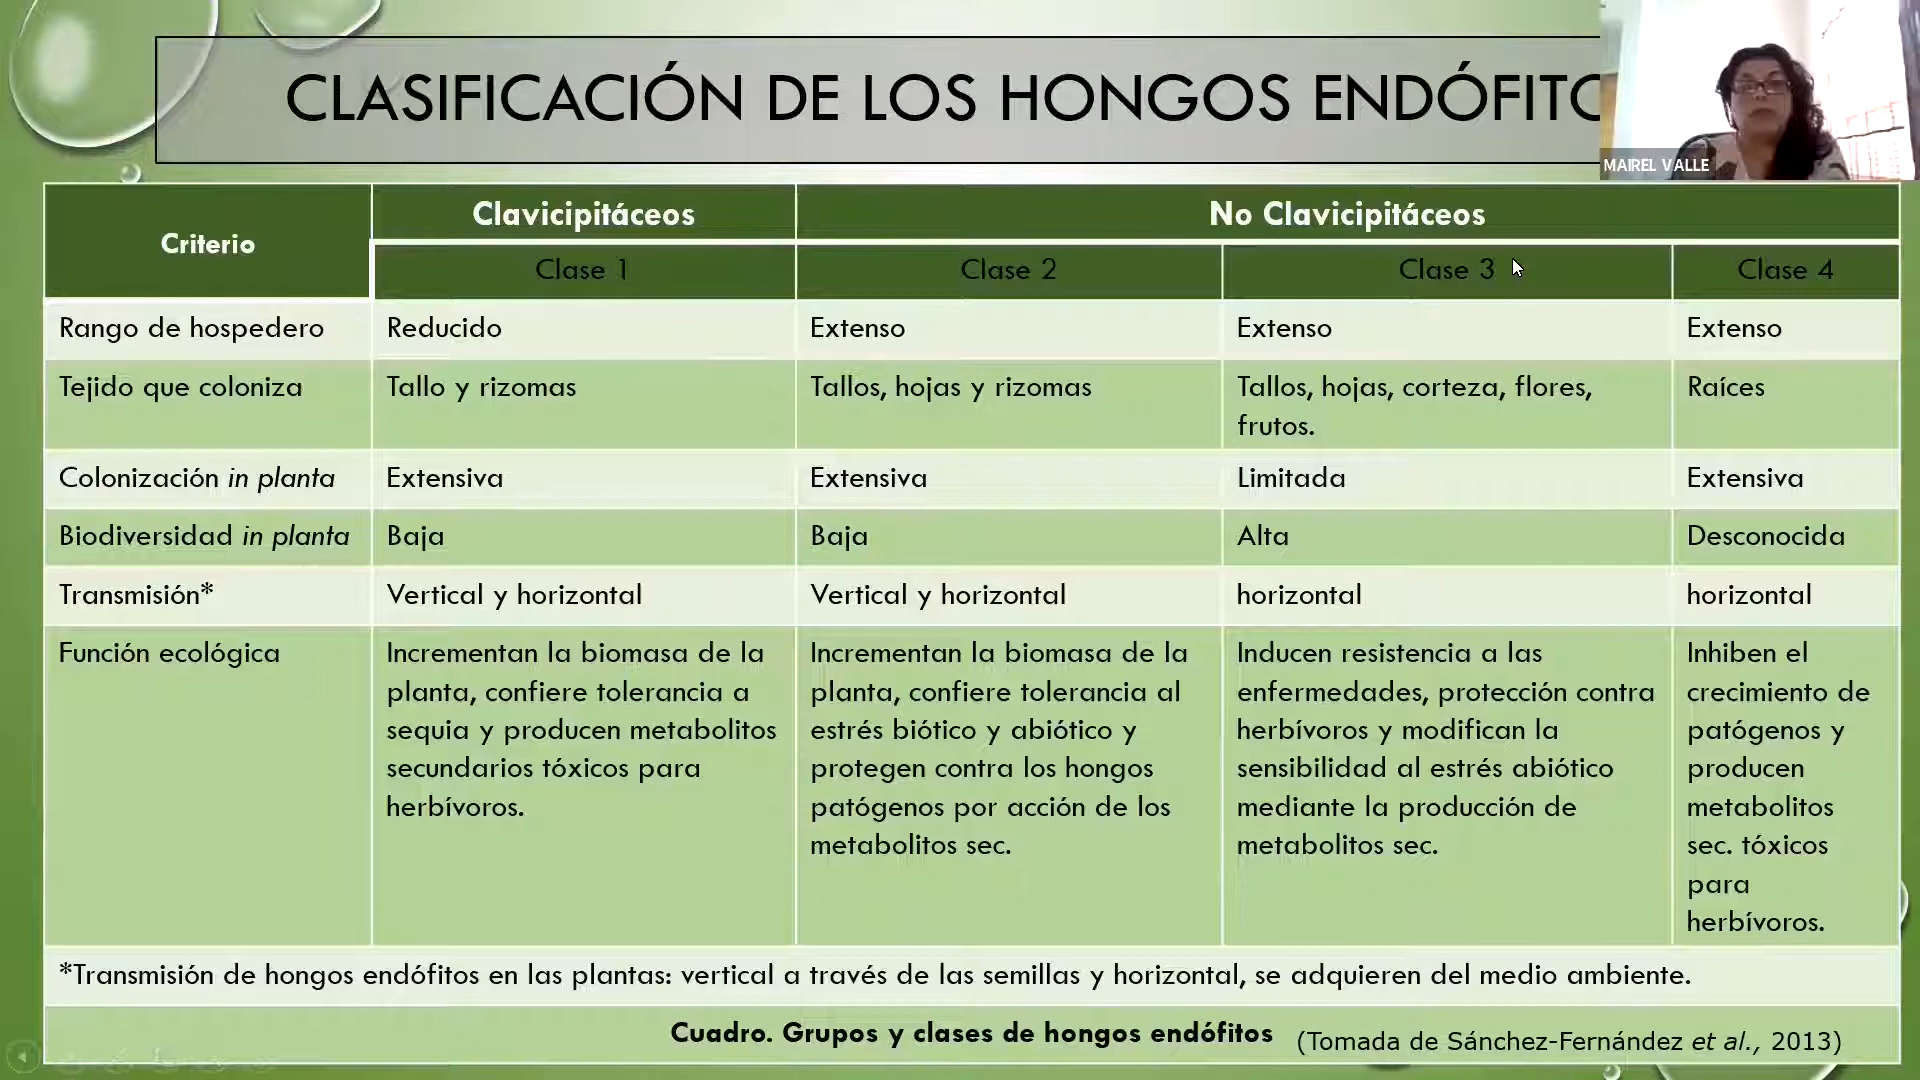 CLASIFICACIÓN DE LOS HONGOS
MAIREL VALLE
Criterio
Clavicipitáceos
No Clavicipitáceos
Clase 1
Clase 2
Clase 3
Clase 4
Rango de hospedero
Reducido
Extenso
Extenso
Extenso
Tejido que coloniza
Tallo y rizomas
Tallos, hojas y rizomas
Tallos, hojas, corteza, flores,
frutos.
Raíces
Colonización in planta
Extensiva
Extensiva
Limitada
Extensiva
Biodiversidad in planta
Baja
Baja
Alta
Desconocida
Transmisión*
Vertical y horizontal
Vertical y horizontal
horizontal
horizontal
Función ecológica
Incrementan la biomasa de la
planta, confiere tolerancia a
sequia y producen metabolitos
secundarios tóxicos para
herbívoros.
Incrementan la biomasa de la
planta, confiere tolerancia al
estrés biótico y abiótico y
protegen contra los hongos
patógenos por acción de los
metabolitos sec.
Inducen resistencia a las
enfermedades, protección contra
herbívoros y modifican la
sensibilidad al estrés abiótico
mediante la producción de
metabolitos sec.
Inhiben el
crecimiento de
patógenos y
producen
metabolitos
sec. tóxicos
para
herbívoros.
*Transmisión de hongos endófitos en las plantas: vertical a través de las semillas y horizontal, se adquieren del medio ambiente.
Cuadro. Grupos y clases de hongos endófitos (Tomada de Sánchez-Fernández et al., 2013)